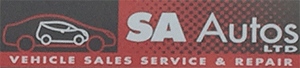 SA Autos
LTD
VEHICLE SALES SERVICE & REPAIR